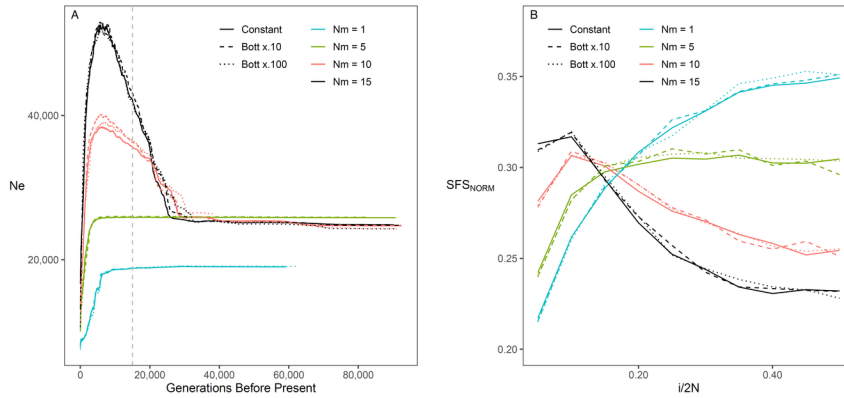 A
Constant
Bott x.10
Bott x.100
Nm = 1
Nm = 5
Nm = 10
Nm = 15
40,000
20,000
Ne
0
20,000
40,000
60,000
80,000
Generations Before Present
B
Constant
Bott x.10
Bott x.100
Nm = 1
Nm = 5
Nm = 10
Nm = 15
0.35
0.30
0.25
0.20
SFSNORM
0.20
0.40
i/2N